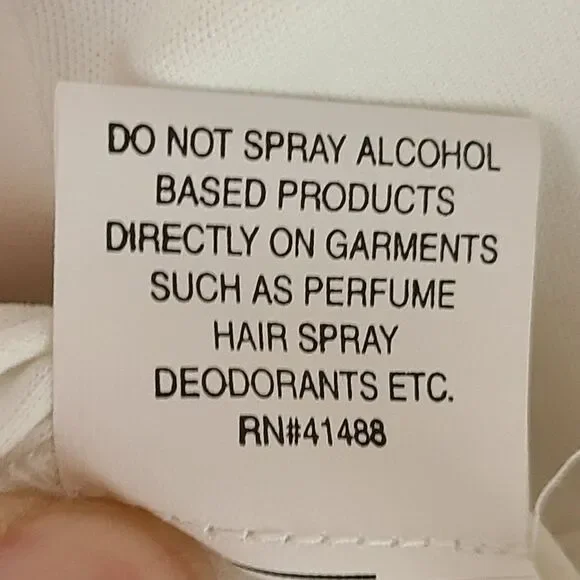 DO NOT SPRAY ALCOHOL
BASED PRODUCTS
DIRECTLY ON GARMENTS
SUCH AS PERFUME
HAIR SPRAY
DEODORANTS ETC.
RN#41488